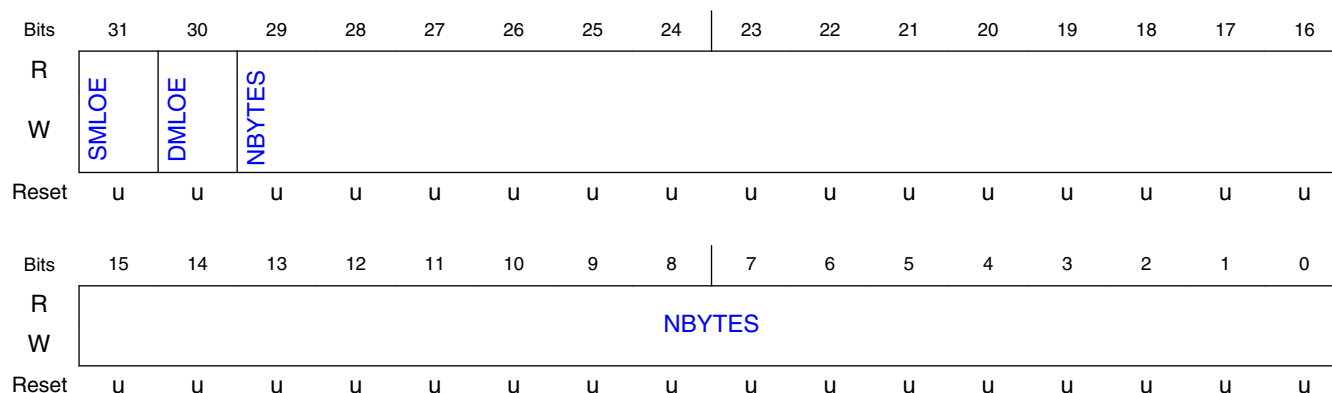 Bits 31 30 29 28 27 26 25 24 23 22 21 20 19 18 17 16
R
W
SMLOE DMLOE NBYTES
Reset u u u u u u u u u u u u u u u u
Bits 15 14 13 12 11 10 9 8 7 6 5 4 3 2 1 0
R
NBYTES
W
Reset u u u u u u u u u u u u u u u u